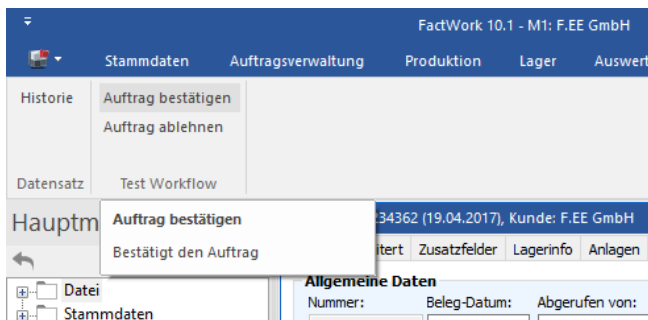 FactWork 10.1 - M1: F.EE GmbH
Stammdaten Auftragsverwaltung Produktion Lager Auswert
Historie Auftrag bestätigen
Auftrag ablehnen
Datensatz Test Workflow
Hauptm
Auftrag bestätigen
34362 (19.04.2017), Kunde: F.EE GmbH
Bestätigt den Auftrag
itert Zusatzfelder Lagerinfo Anlagen
Datei
Allgemeine Daten
Stammdaten
Nummer: Beleg-Datum: Abgerufen von: